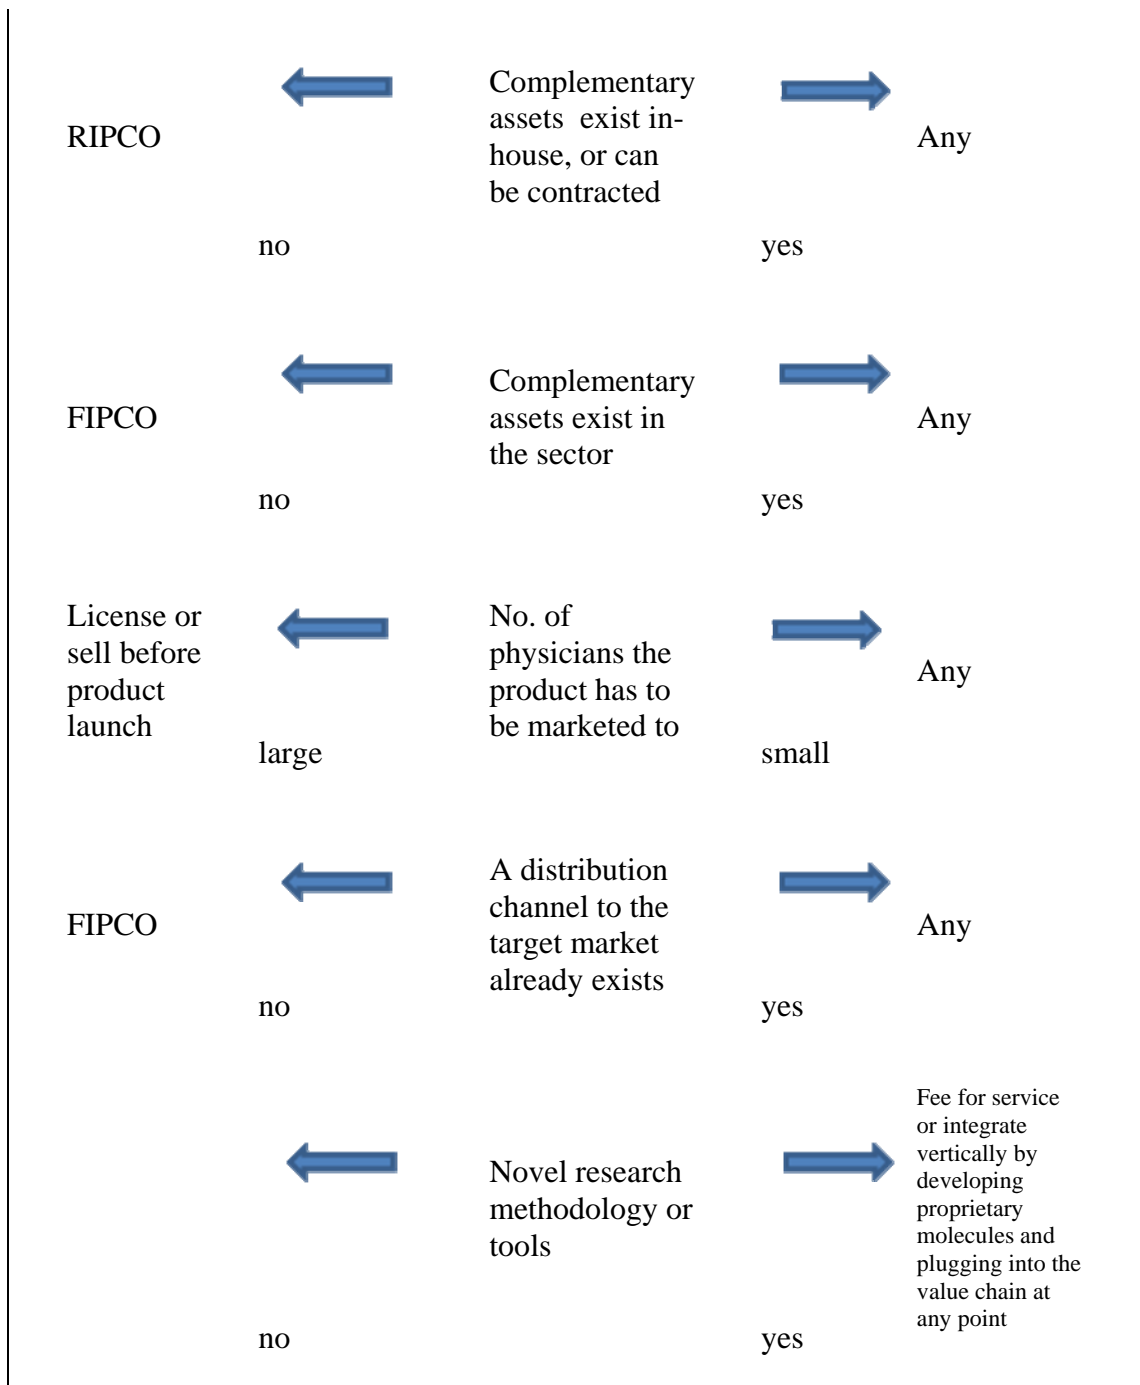 RIPCO
no
Complementary
assets exist in-
house, or can
be contracted
yes
Any
FIPCO
no
Complementary
assets exist in
the sector
yes
Any
License or
sell before
product
launch
large
No. of
physicians the
product has to
be marketed to
small
Any
FIPCO
no
A distribution
channel to the
target market
already exists
yes
Any
no
Novel research
methodology or
tools
yes
Fee for service
or integrate
vertically by
developing
proprietary
molecules and
plugging into the
value chain at
any point